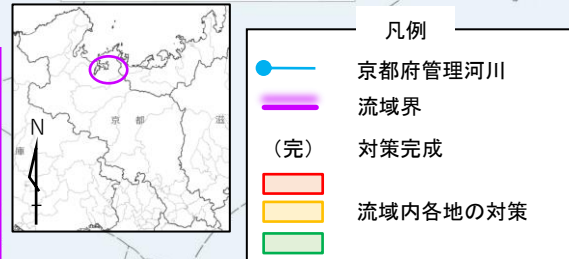 N
京都
滋
庫
凡例
京都府管理河川
流域界
（完） 対策完成
流域内各地の対策